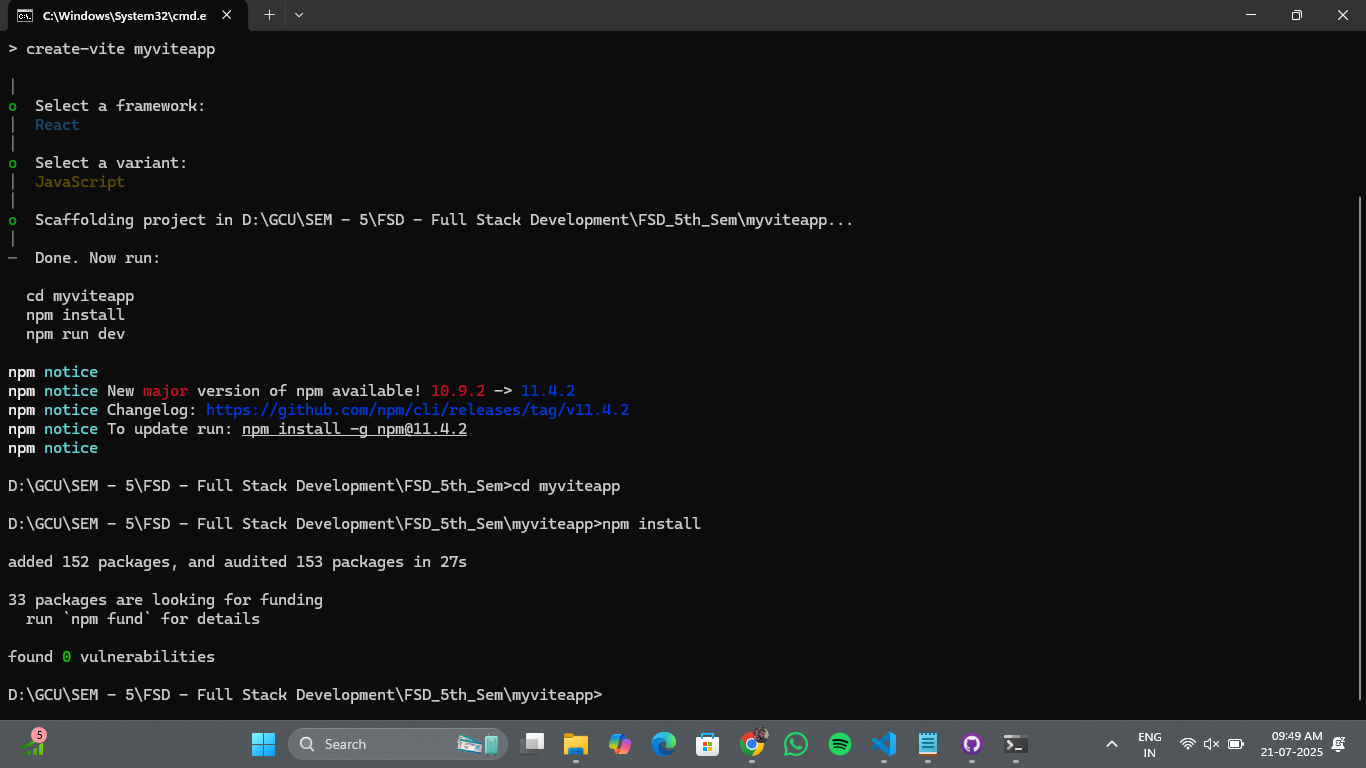 C:\Windows\System32\cmd.e
> create-vite myviteapp
o Select a framework:
React
o Select a variant:
JavaScript
o Scaffolding project in D:\GCU\SEM - 5\FSD - Full Stack Development\FSD_5th_Sem\myviteapp...
— Done. Now run:
cd myviteapp
npm install
npm run dev
npm notice
npm notice New major version of npm available! 10.9.2 -> 11.4.2
npm notice Changelog: https://github.com/npm/cli/releases/tag/v11.4.2
npm notice To update run: npm install -g npm@11.4.2
npm notice
D:\GCU\SEM - 5\FSD - Full Stack Development\FSD_5th_Sem>cd myviteapp
D:\GCU\SEM - 5\FSD - Full Stack Development\FSD_5th_Sem\myviteapp>npm install
added 152 packages, and audited 153 packages in 27s
33 packages are looking for funding
run `npm fund` for details
found 0 vulnerabilities
D:\GCU\SEM - 5\FSD - Full Stack Development\FSD_5th_Sem\myviteapp>
5
Search
ENG
IN
09:49 AM
21-07-2025